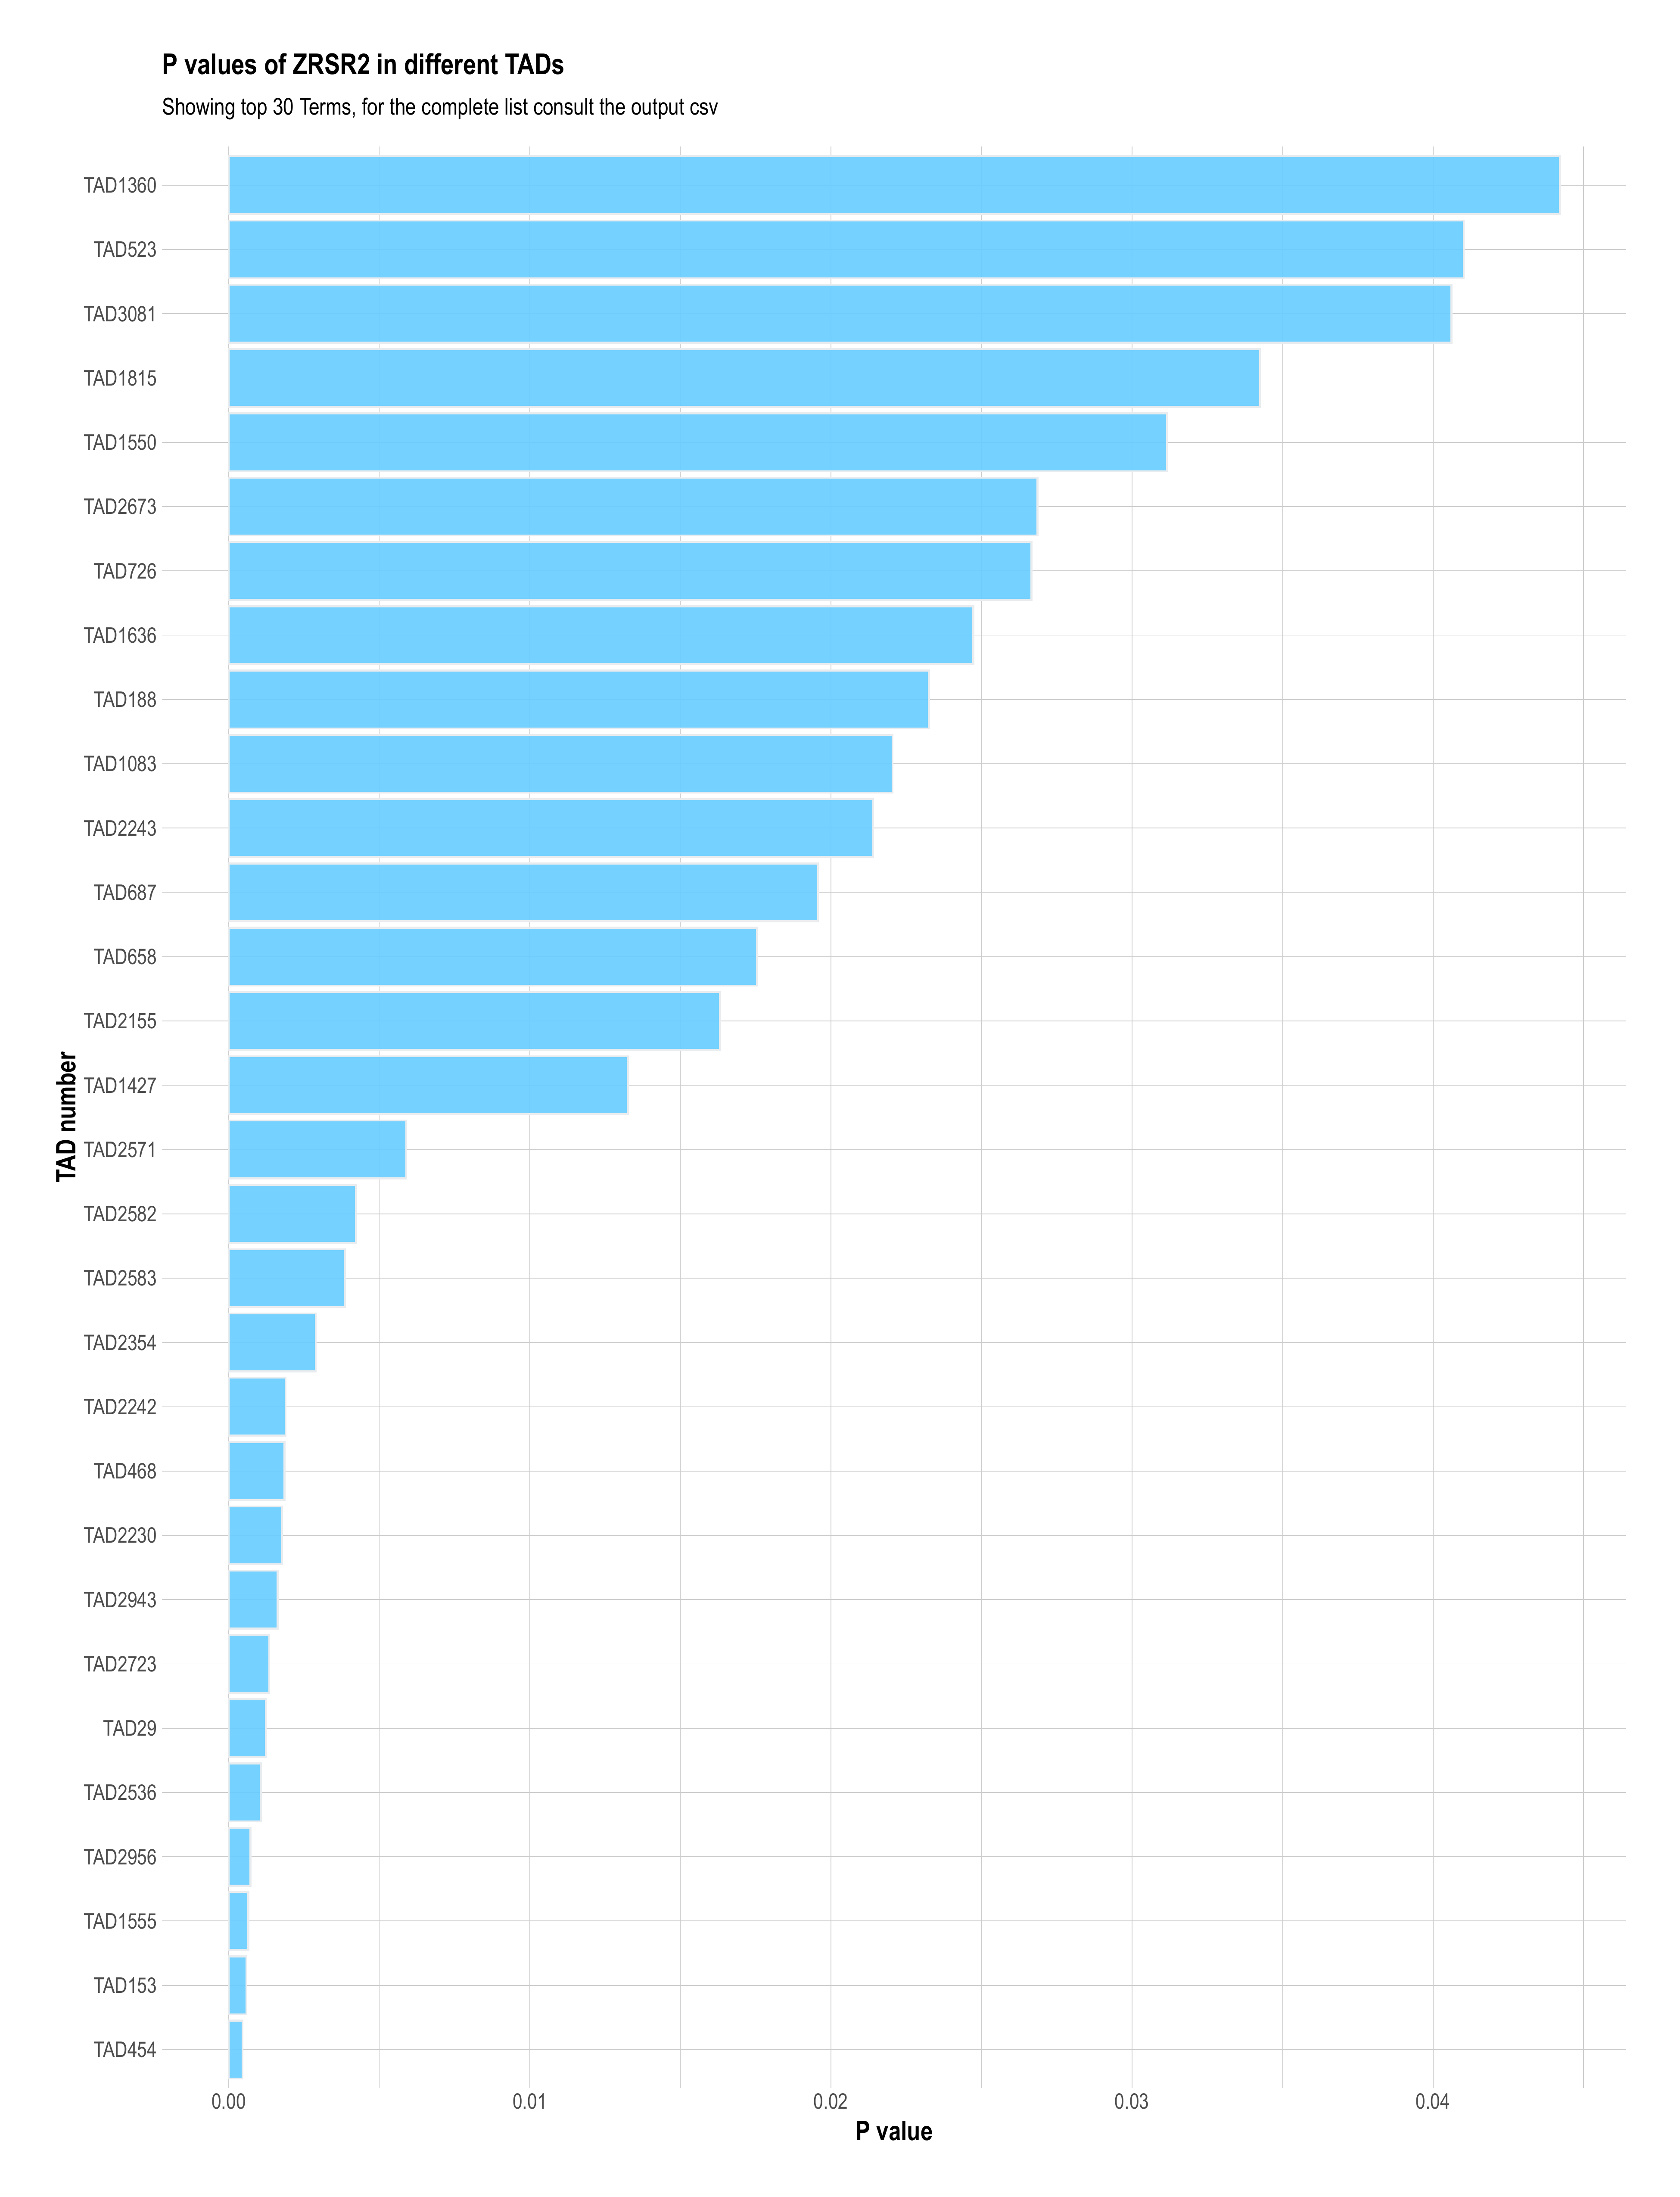 P values of ZRSR2 in different TADs
Showing top 30 Terms, for the complete list consult the output csv
TAD number
TAD1360
TAD523
TAD3081
TAD1815
TAD1550
TAD2673
TAD726
TAD1636
TAD188
TAD1083
TAD2243
TAD687
TAD658
TAD2155
TAD1427
TAD2571
TAD2582
TAD2583
TAD2354
TAD2242
TAD468
TAD2230
TAD2943
TAD2723
TAD29
TAD2536
TAD2956
TAD1555
TAD153
TAD454
0.00 0.01 0.02 0.03 0.04
P value